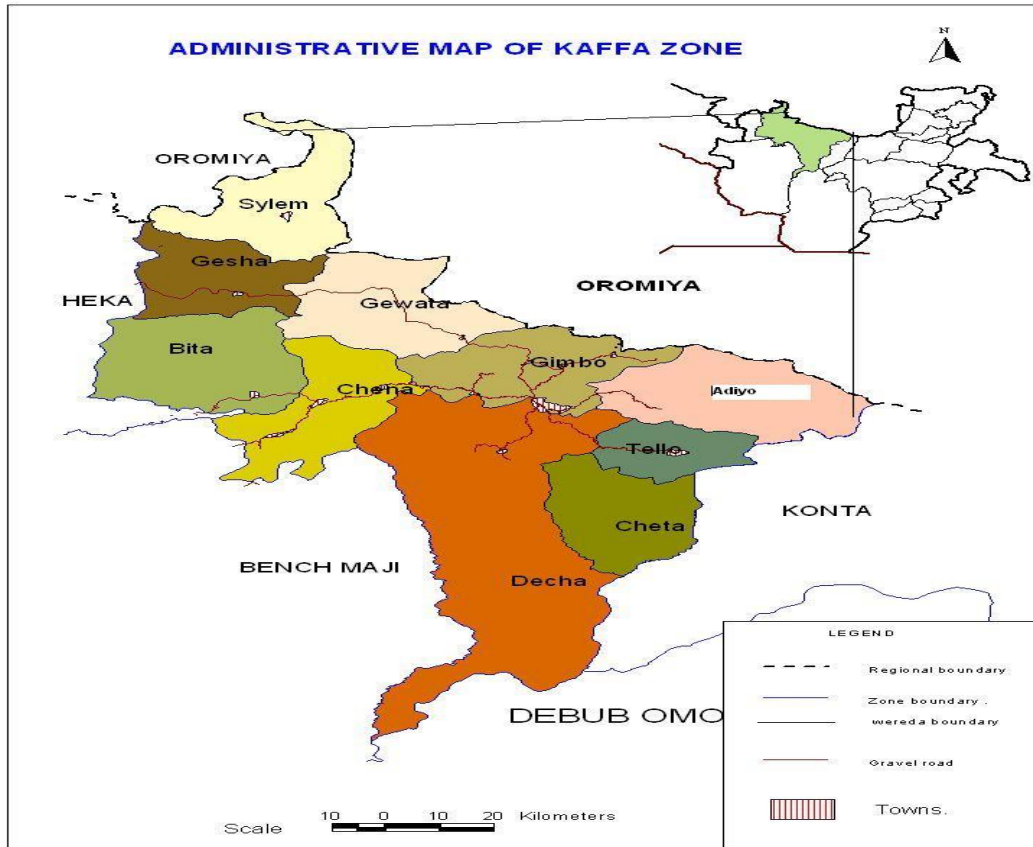 ADMINISTRATIVE MAP OF KAFFA ZONE
N
OROMIYA
Sylem
Gesha
HEKA
Gewata
OROMIYA
Bita
Gimbo
Chena
Adiyo
Tello
KONTA
Cheta
BENCH MAJI
Decha
DEBUB OMO
LEGEND
Regional boundary
Zone boundary .
wereda boundary
Gravel road
Towns.
Scale
10 0 10 20 Kilometers